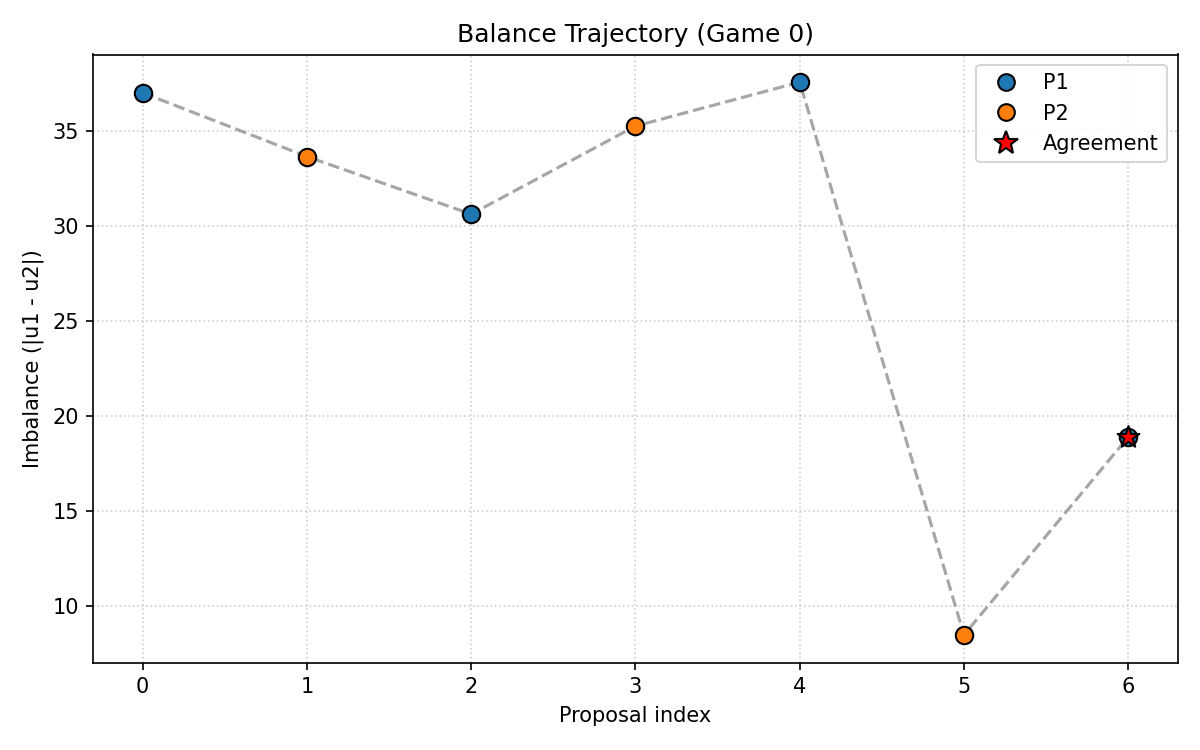 Balance Trajectory (Game 0)
P1
P2
Agreement
Imbalance (|u1 - u2|)
35
30
25
20
15
10
0 1 2 3 4 5 6
Proposal index